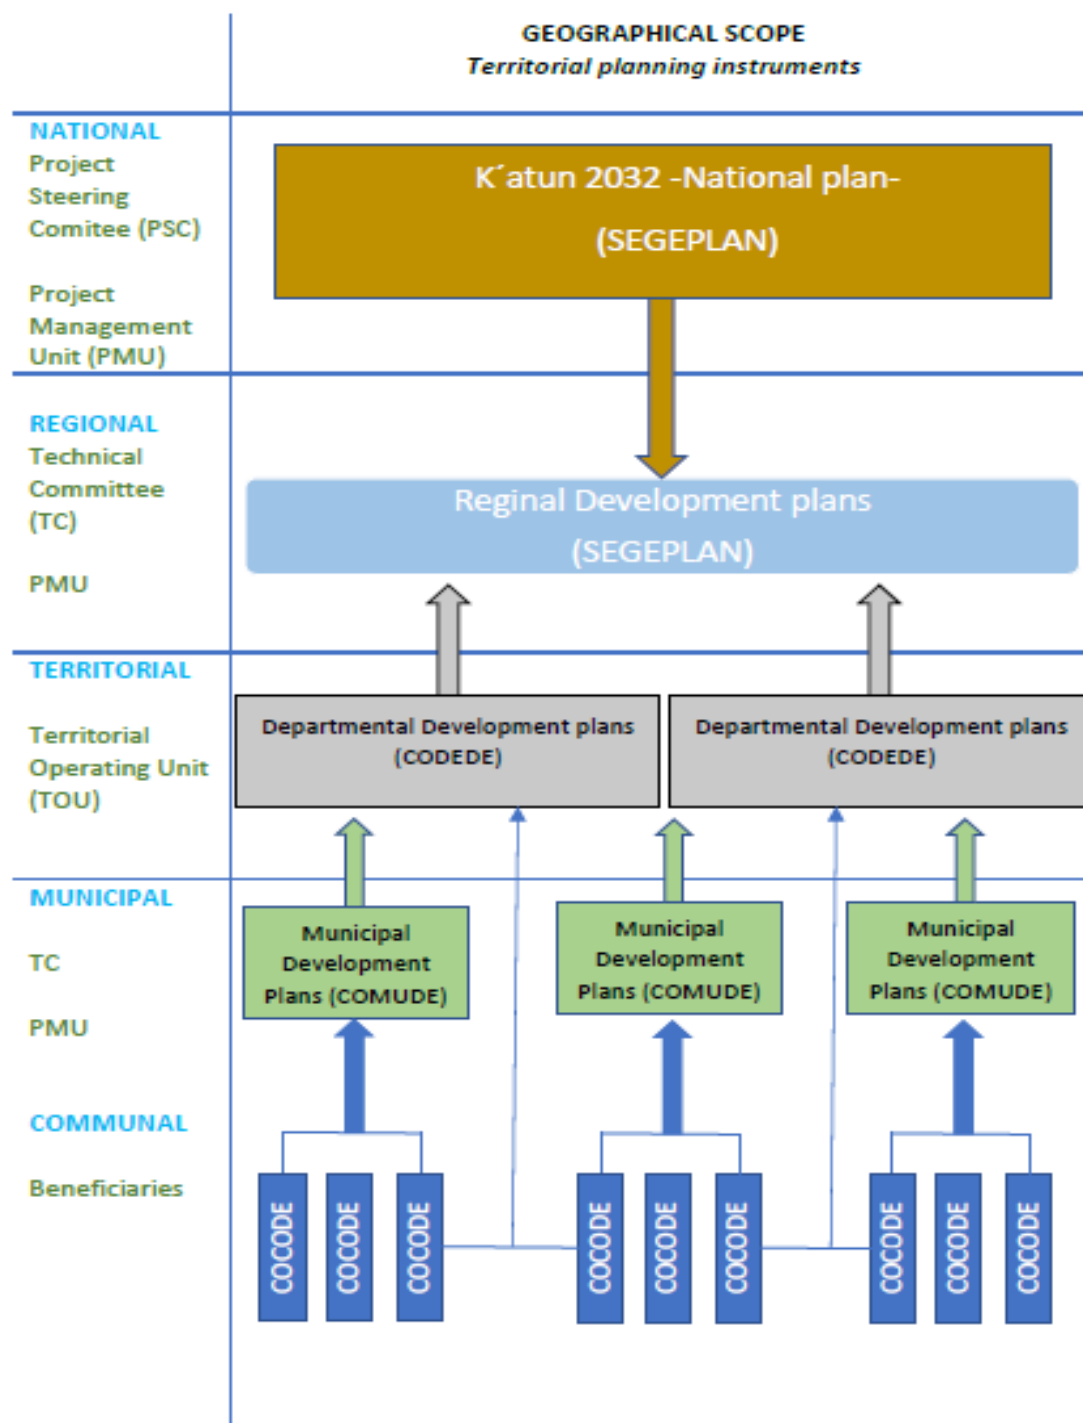 GEOGRAPHICAL SCOPE
Territorial planning instruments
NATIONAL
Project
Steering
Comitee (PSC)
Project
Management
Unit (PMU)
K´atun 2032 -National plan-
(SEGEPLAN)
REGIONAL
Technical
Committee
(TC)
PMU
Reginal Development plans
(SEGEPLAN)
TERRITORIAL
Territorial
Operating Unit
(TOU)
Departmental Development plans
(CODEDE)
Departmental Development plans
(CODEDE)
MUNICIPAL
TC
PMU
Municipal
Development
Plans (COMUDE)
Municipal
Development
Plans (COMUDE)
Municipal
Development
Plans (COMUDE)
COMMUNAL
Beneficiaries
COCODE
COCODE
COCODE
COCODE
COCODE
COCODE
COCODE
COCODE
COCODE